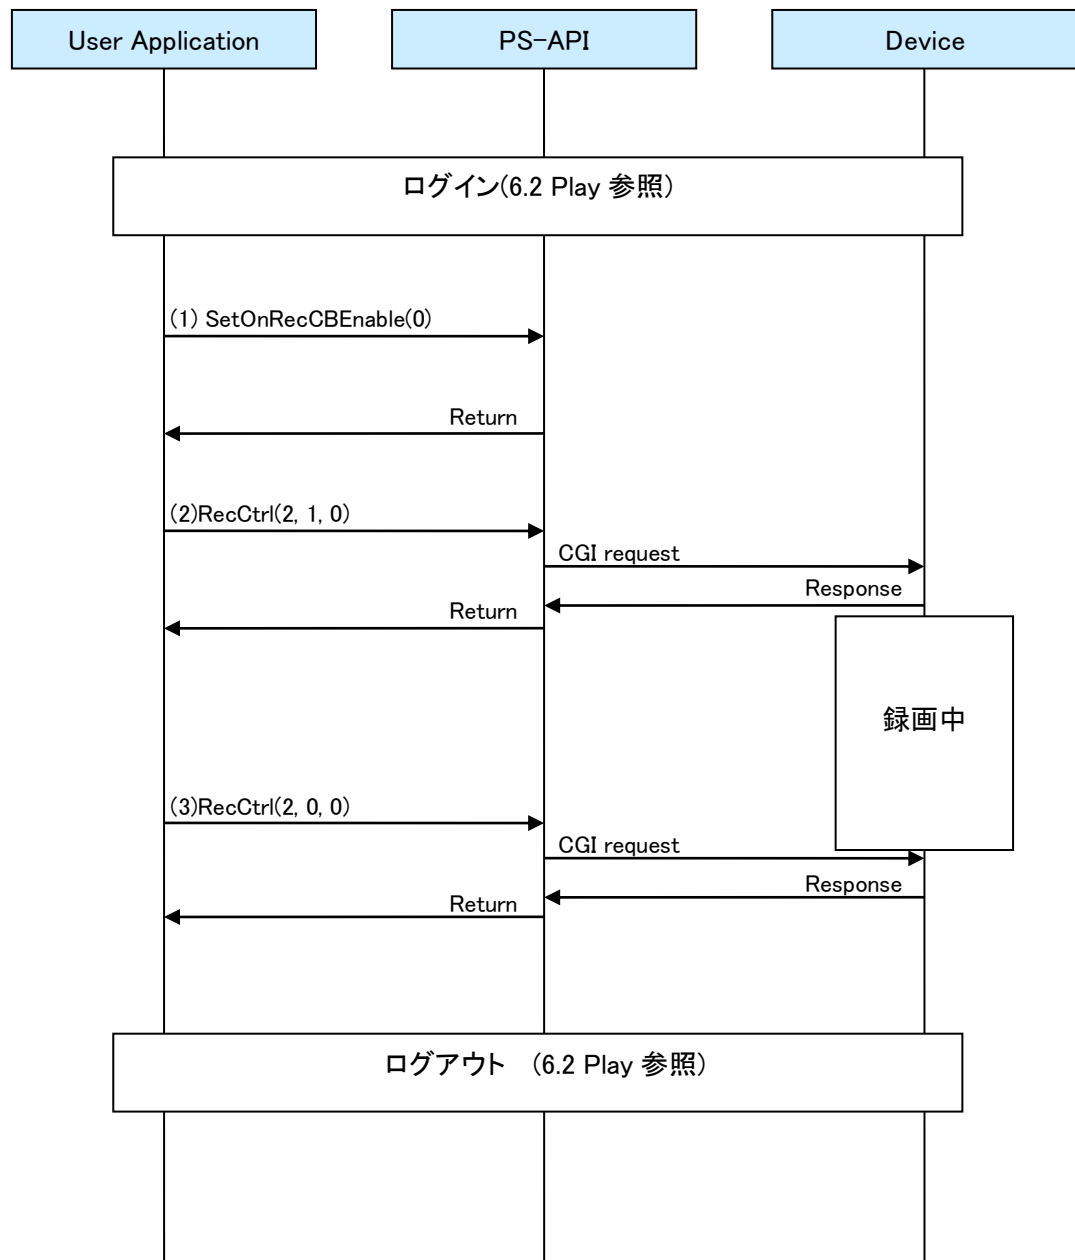 User Application
PS-API
Device
ログイン(6.2 Play 参照)
(1) SetOnRecCBEnable(0)
Return
(2)RecCtrl(2, 1, 0)
CGI request
Response
Return
録画中
(3)RecCtrl(2, 0, 0)
CGI request
Response
Return
ログアウト　(6.2 Play 参照)